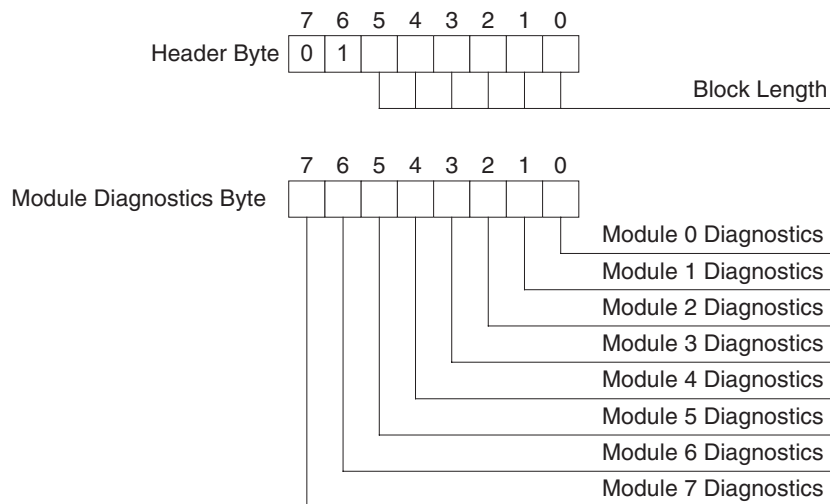 7 6 5 4 3 2 1 0
Header Byte 0 1
Block Length
7 6 5 4 3 2 1 0
Module Diagnostics Byte
Module 0 Diagnostics
Module 1 Diagnostics
Module 2 Diagnostics
Module 3 Diagnostics
Module 4 Diagnostics
Module 5 Diagnostics
Module 6 Diagnostics
Module 7 Diagnostics